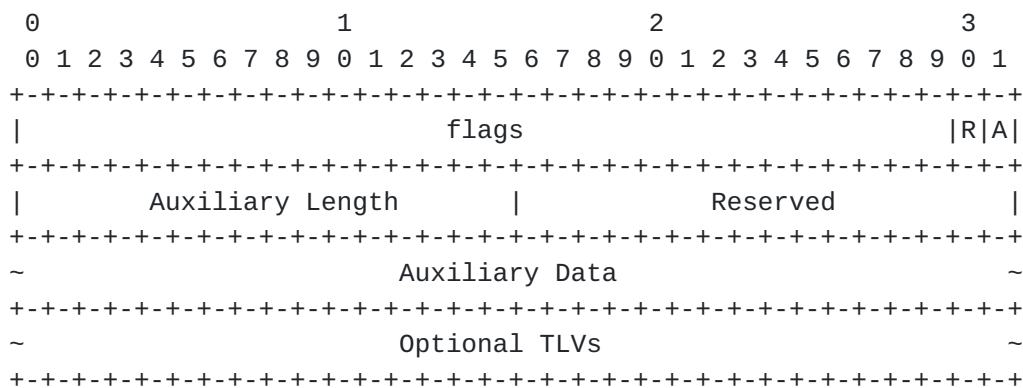 0                   1                   2                   3
 0 1 2 3 4 5 6 7 8 9 0 1 2 3 4 5 6 7 8 9 0 1 2 3 4 5 6 7 8 9 0 1
+-+-+-+-+-+-+-+-+-+-+-+-+-+-+-+-+-+-+-+-+-+-+-+-+-+-+-+-+-+-+-+-+
|                           flags                           |R|A|
+-+-+-+-+-+-+-+-+-+-+-+-+-+-+-+-+-+-+-+-+-+-+-+-+-+-+-+-+-+-+-+-+
|        Auxiliary Length       |            Reserved           |
+-+-+-+-+-+-+-+-+-+-+-+-+-+-+-+-+-+-+-+-+-+-+-+-+-+-+-+-+-+-+-+-+
~                        Auxiliary Data                         ~
+-+-+-+-+-+-+-+-+-+-+-+-+-+-+-+-+-+-+-+-+-+-+-+-+-+-+-+-+-+-+-+-+
~                        Optional TLVs                          ~
+-+-+-+-+-+-+-+-+-+-+-+-+-+-+-+-+-+-+-+-+-+-+-+-+-+-+-+-+-+-+-+-+